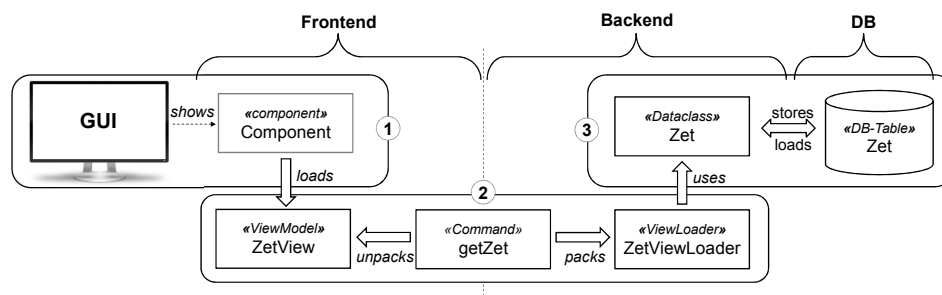 Frontend
Backend
DB
GUI
shows
«component»
Component
1
3
«Dataclass»
Zet
stores
loads
«DB-Table»
Zet
loads
2
uses
«ViewModel»
ZetView
unpacks
«Command»
getZet
packs
«ViewLoader»
ZetViewLoader